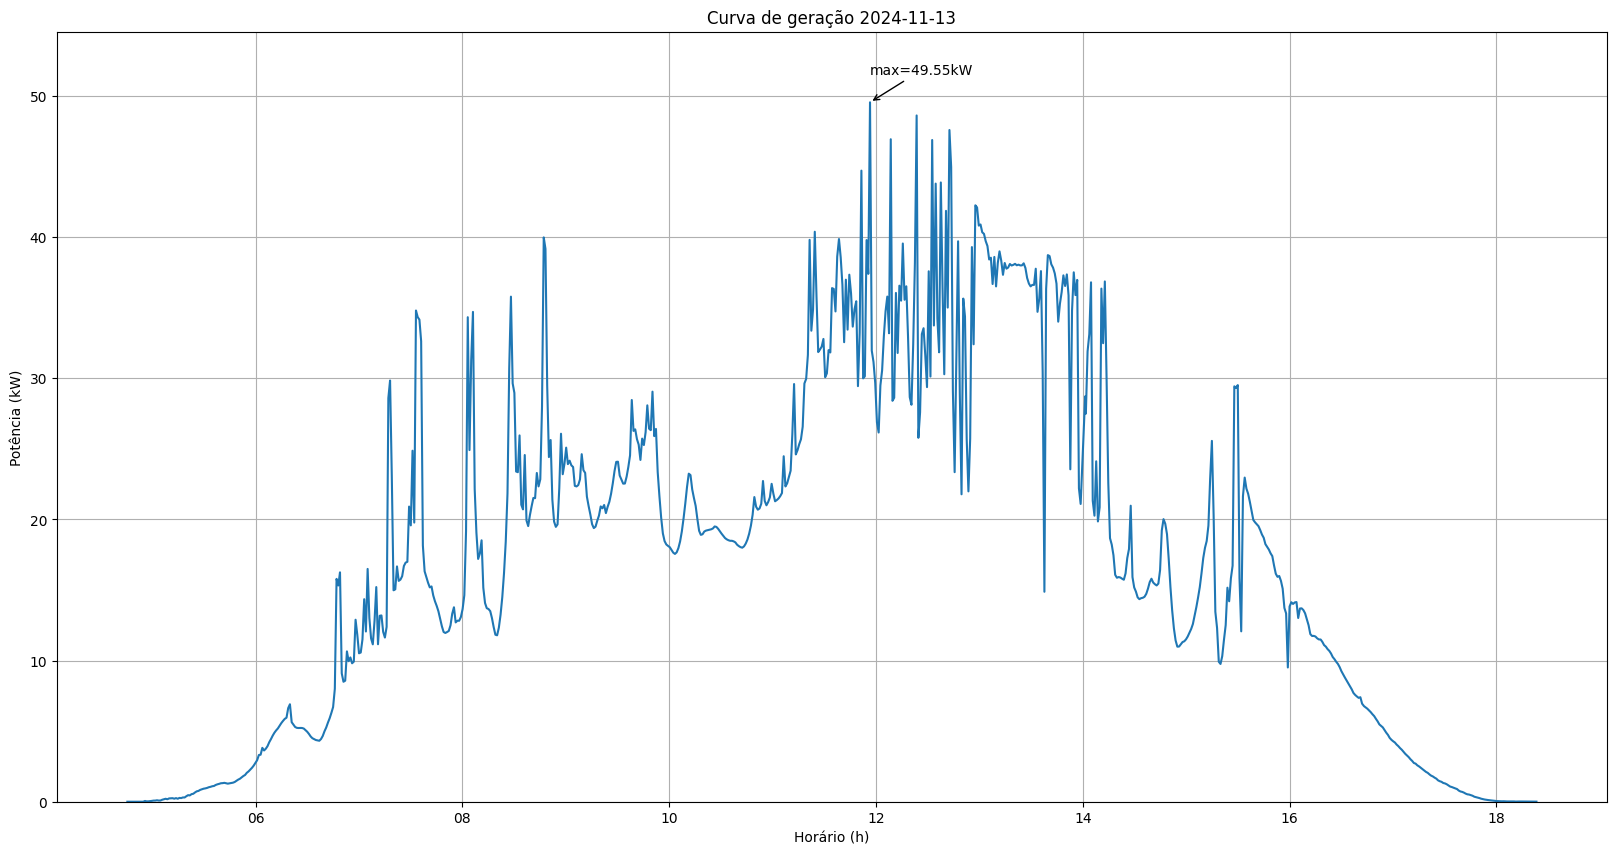 Curva de geração 2024-11-13
max=49.55kW
50
40
30
20
10
0
Potência (kW)
06 08 10 12 14 16 18
Horário (h)